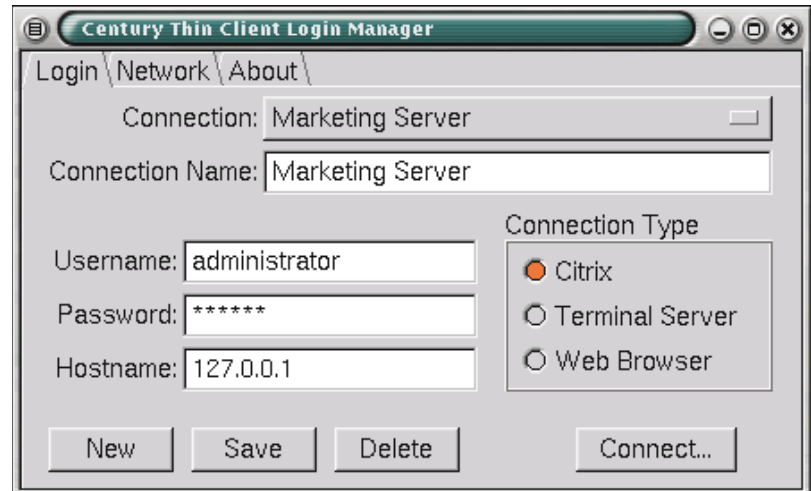 Century Thin Client Login Manager
Login Network About
Connection: Marketing Server
Connection Name: Marketing Server
Connection Type
Username: administrator
Citrix
Password: ******
Terminal Server
Hostname: 127.0.0.1
Web Browser
New Save Delete Connect...